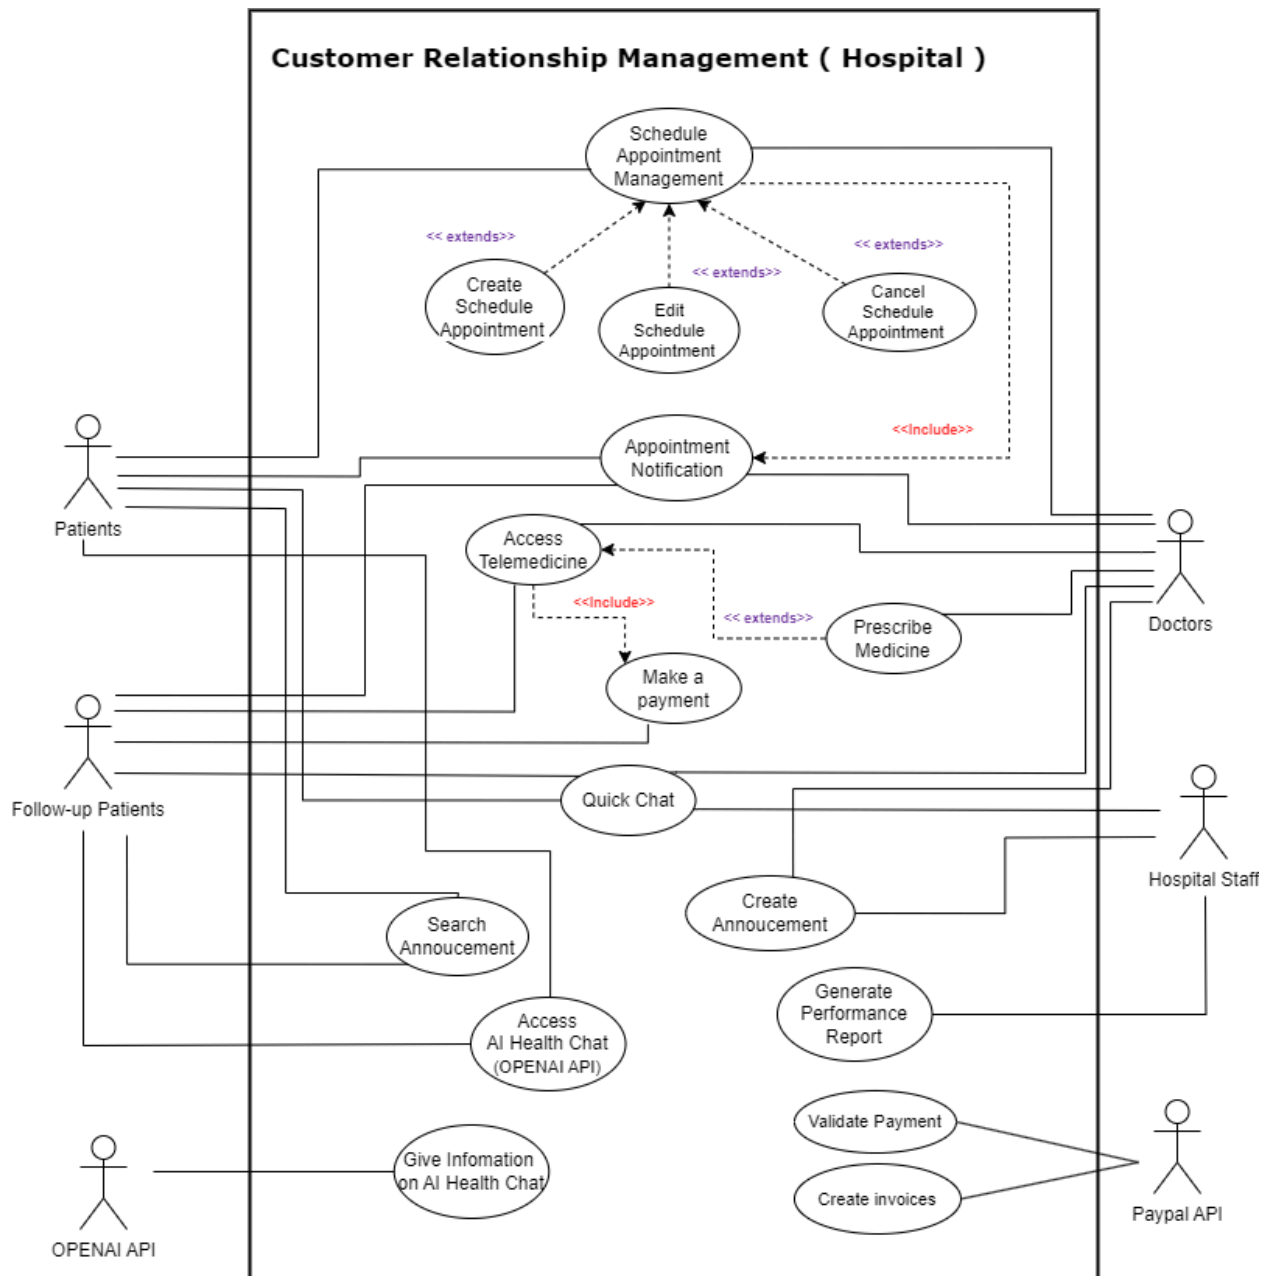 Customer Relationship Management ( Hospital )
Schedule
Appointment
Management
<< extends>>
<< extends>>
<< extends>>
Create
Schedule
Appointment
Edit
Schedule
Appointment
Cancel
Schedule
Appointment
<<Include>>
Appointment
Notification
Patients
Access
Telemedicine
<<Include>>
<< extends>>
Prescribe
Medicine
Doctors
Make a
payment
Follow-up Patients
Quick Chat
Hospital Staff
Search
Annoucement
Create
Annoucement
Generate
Performance
Report
Access
AI Health Chat
(OPENAI API)
Validate Payment
Give Infomation
on AI Health Chat
Create invoices
Paypal API
OPENAI API